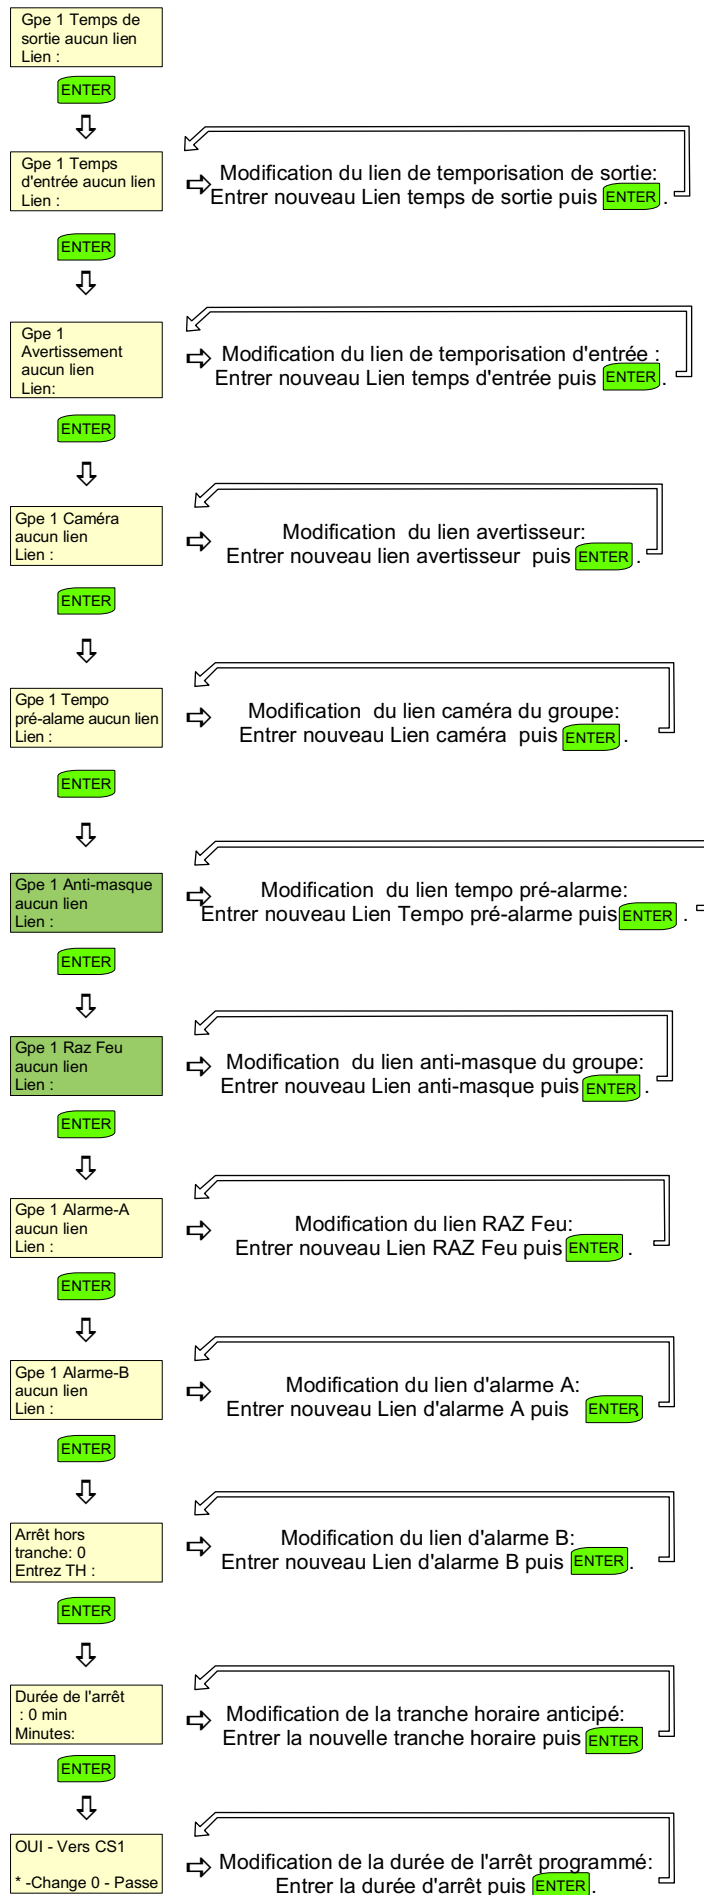 Gpe 1 Temps de
sortie aucun lien
Lien :
ENTER
Gpe 1 Temps
d'entrée aucun lien
Lien :
Modification du lien de temporisation de sortie:
Entrer nouveau Lien temps de sortie puis ENTER .
ENTER
Gpe 1
Avertissement
aucun lien
Lien:
Modification du lien de temporisation d'entrée :
Entrer nouveau Lien temps d'entrée puis ENTER .
ENTER
Gpe 1 Caméra
aucun lien
Lien :
Modification du lien avertisseur:
Entrer nouveau lien avertisseur puis ENTER .
ENTER
Gpe 1 Tempo
pré-alame aucun lien
Lien :
Modification du lien caméra du groupe:
Entrer nouveau Lien caméra puis ENTER .
ENTER
Gpe 1 Anti-masque
aucun lien
Lien :
Modification du lien tempo pré-alarme:
Entrer nouveau Lien Tempo pré-alarme puis ENTER .
ENTER
Gpe 1 Raz Feu
aucun lien
Lien :
Modification du lien anti-masque du groupe:
Entrer nouveau Lien anti-masque puis ENTER .
ENTER
Gpe 1 Alarme-A
aucun lien
Lien :
Modification du lien RAZ Feu:
Entrer nouveau Lien RAZ Feu puis ENTER .
ENTER
Gpe 1 Alarme-B
aucun lien
Lien :
Modification du lien d'alarme A:
Entrer nouveau Lien d'alarme A puis ENTER
ENTER
Arrêt hors
tranche: 0
Entrez TH :
Modification du lien d'alarme B:
Entrer nouveau Lien d'alarme B puis ENTER .
ENTER
Durée de l'arrêt
: 0 min
Minutes:
Modification de la tranche horaire anticipé:
Entrer la nouvelle tranche horaire puis ENTER
ENTER
OUI - Vers CS1
* -Change 0 - Passe
Modification de la durée de l'arrêt programmé:
Entrer la durée d'arrêt puis ENTER .